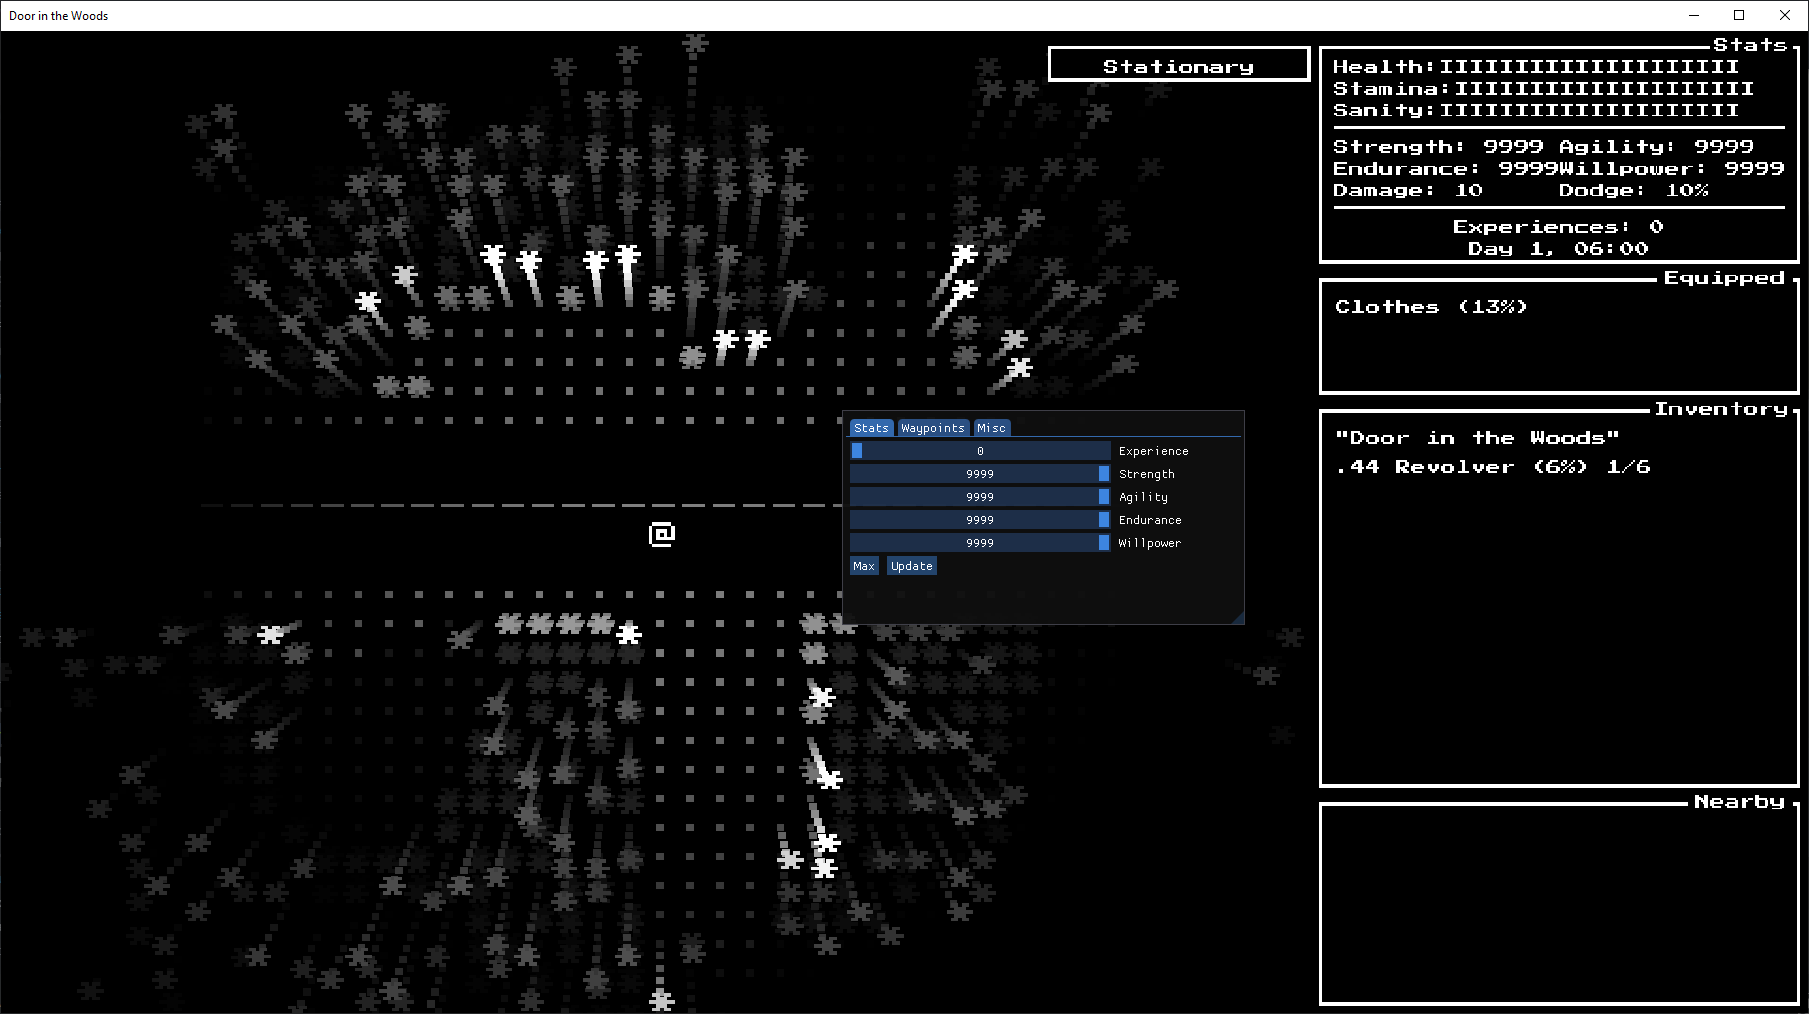 Door in the Woods
Stationary
Stats
Health:IIIIIIIIIIIIIIIIIIII
Stamina:IIIIIIIIIIIIIIIIIIII
Sanity:IIIIIIIIIIIIIIIIIIII
Strength: 9999 Agility: 9999
Endurance: 9999Willpower: 9999
Damage: 10 Dodge: 10%
Experiences: 0
Day 1, 06:00
Equipped
Clothes (13%)
Inventory
"Door in the Woods"
.44 Revolver (6%) 1/6
Nearby
Stats Waypoints Misc
0 Experience
9999 Strength
9999 Agility
9999 Endurance
9999 Willpower
Max Update
@